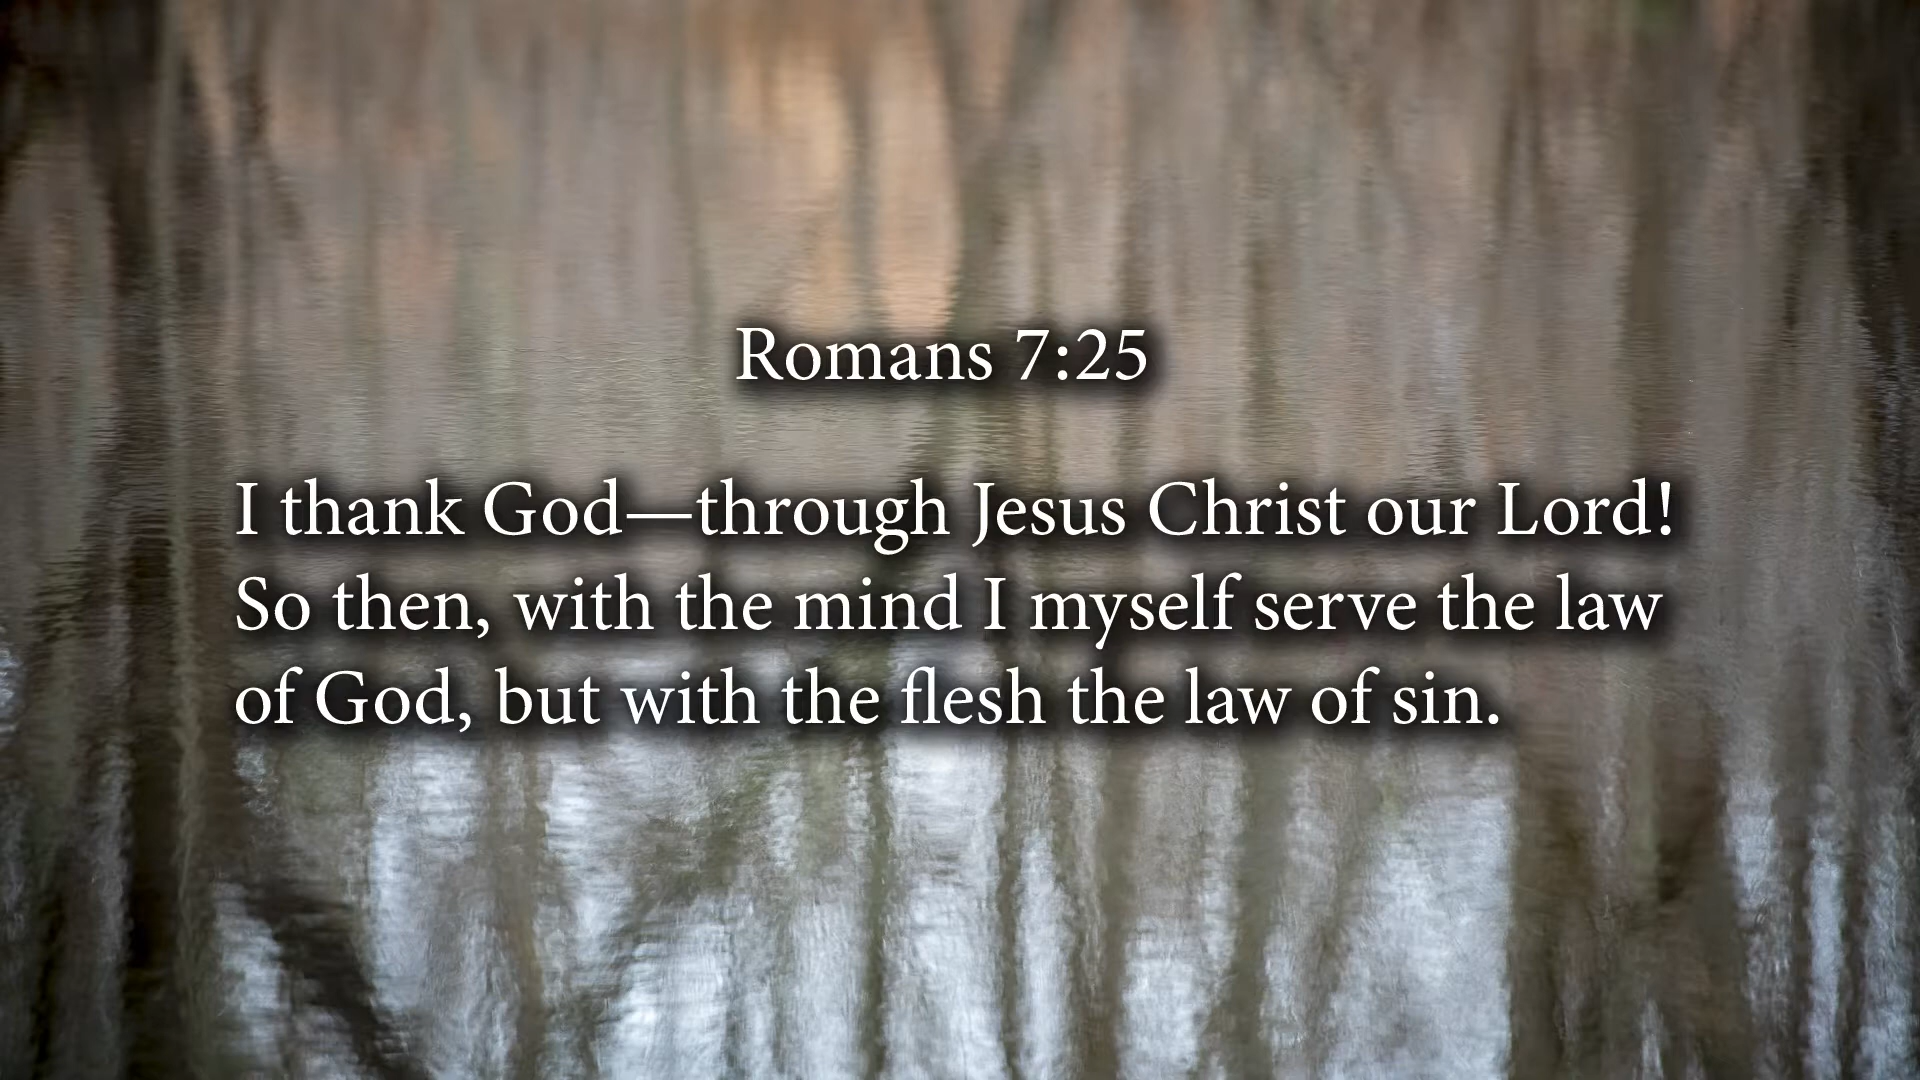 Romans 7:25
I thank God—through Jesus Christ our Lord!
So then, with the mind I myself serve the law
of God, but with the flesh the law of sin.